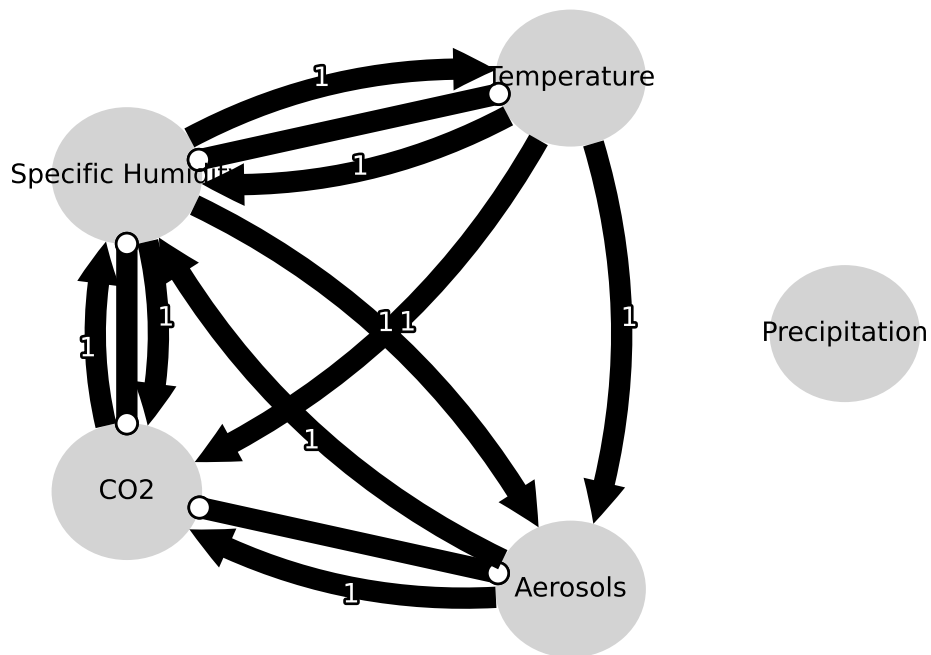 Temperature
1
1
Specific Humidity
1
1 1
1
Precipitation
1
1
CO2
Aerosols
1